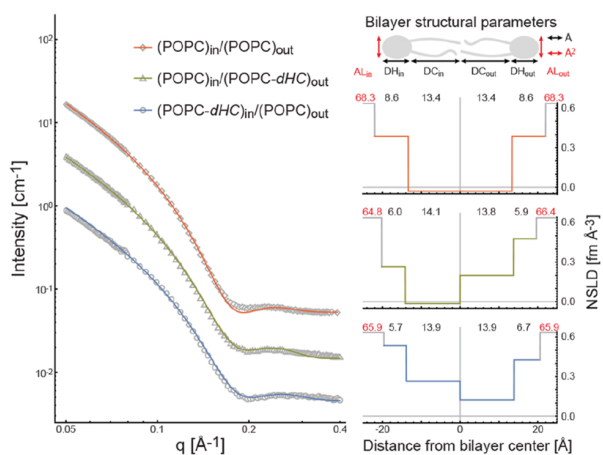 Bilayer structural parameters
A
A²
ALin DHin DCin DCout DHout ALout
(POPC)in/(POPC)out
(POPC)in/(POPC-dHC)out
(POPC-dHC)in/(POPC)out
10²
10¹
10⁰
10-¹
10-²
Intensity [cm-¹]
0.05 0.1 0.2 0.4
q [Å-¹]
68.3 8.6 13.4 13.4 8.6 68.3
0.6
0.3
0.0
64.8 6.0 14.1 13.8 5.9 66.4
0.6
0.3
0.0
65.9 5.7 13.9 13.9 6.7 65.9
0.6
0.3
0.0
NSLD [fm Å-3]
-20 0 20
Distance from bilayer center [Å]